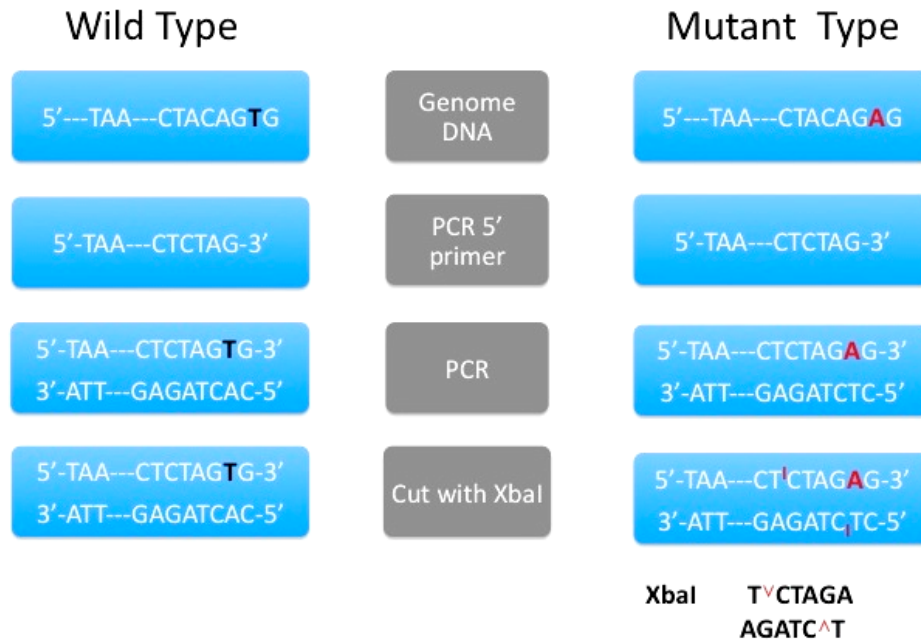 Wild Type
Mutant Type
5'---TAA---CTACAGTG
Genome
DNA
5'---TAA---CTACAGAG
5'-TAA---CTCTAG-3'
PCR 5'
primer
5'-TAA---CTCTAG-3'
5'-TAA---CTCTAGTG-3'
3'-ATT---GAGATCAC-5'
PCR
5'-TAA---CTCTAGAG-3'
3'-ATT---GAGATCTC-5'
5'-TAA---CTCTAGTG-3'
3'-ATT---GAGATCAC-5'
Cut with XbaI
5'-TAA---CTˈCTAGAG-3'
3'-ATT---GAGATCˌTC-5'
XbaI T˅CTAGA
AGATC^T